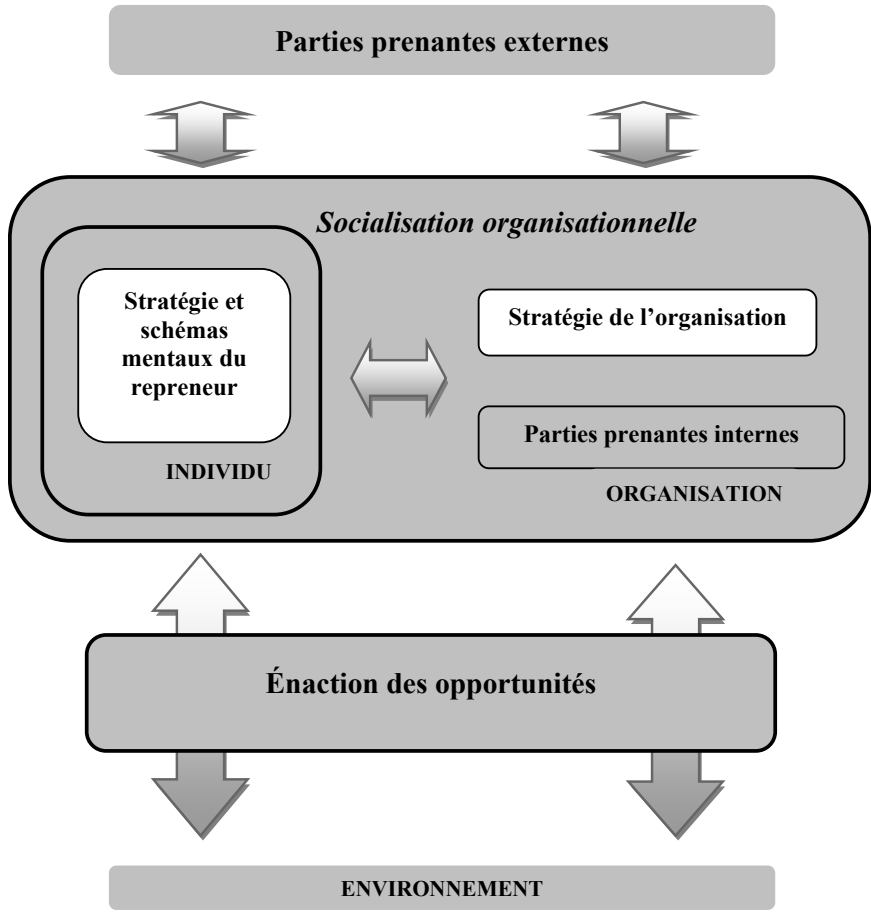 Parties prenantes externes
Socialisation organisationnelle
Stratégie et
schémas
mentaux du
repreneur
INDIVIDU
Stratégie de l’organisation
Parties prenantes internes
ORGANISATION
Énaction des opportunités
ENVIRONNEMENT